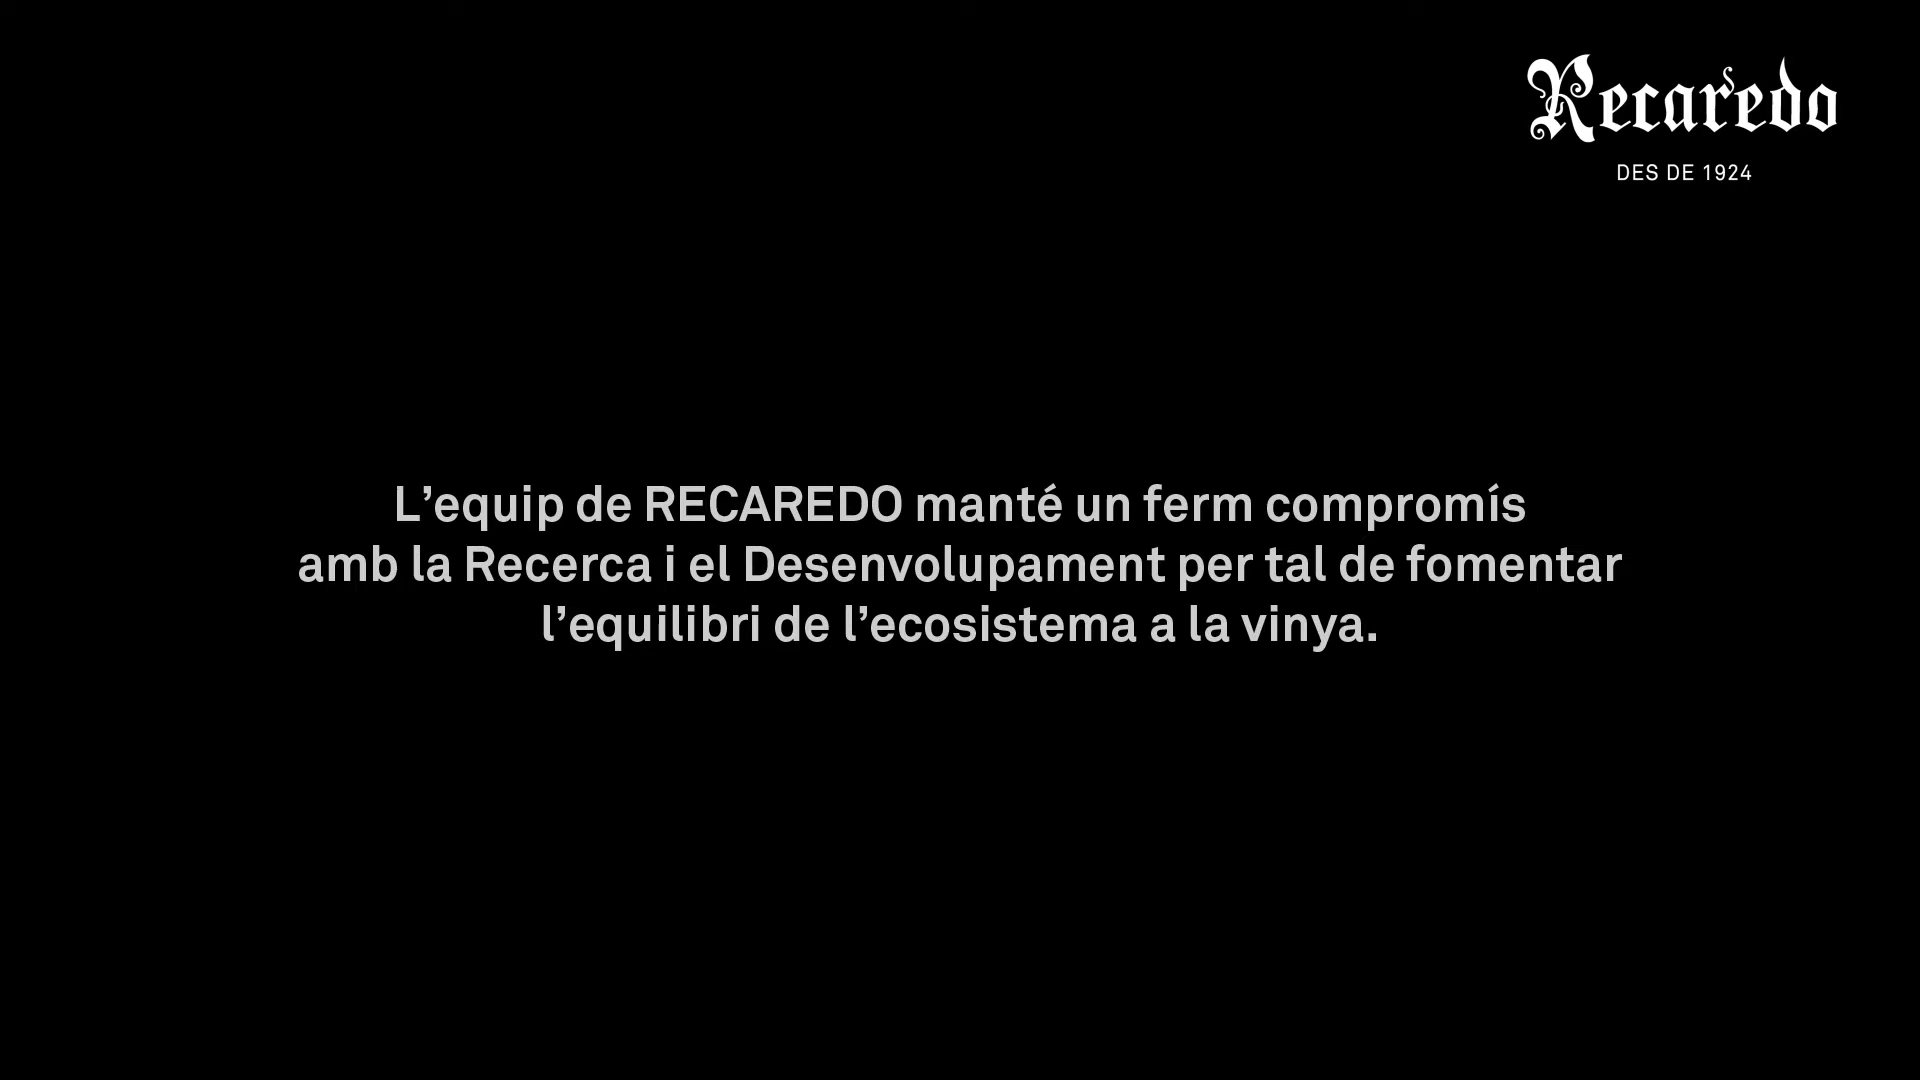 Recaredo
DES DE 1924
L’equip de RECAREDO manté un ferm compromís
amb la Recerca i el Desenvolupament per tal de fomentar
l’equilibri de l’ecosistema a la vinya.